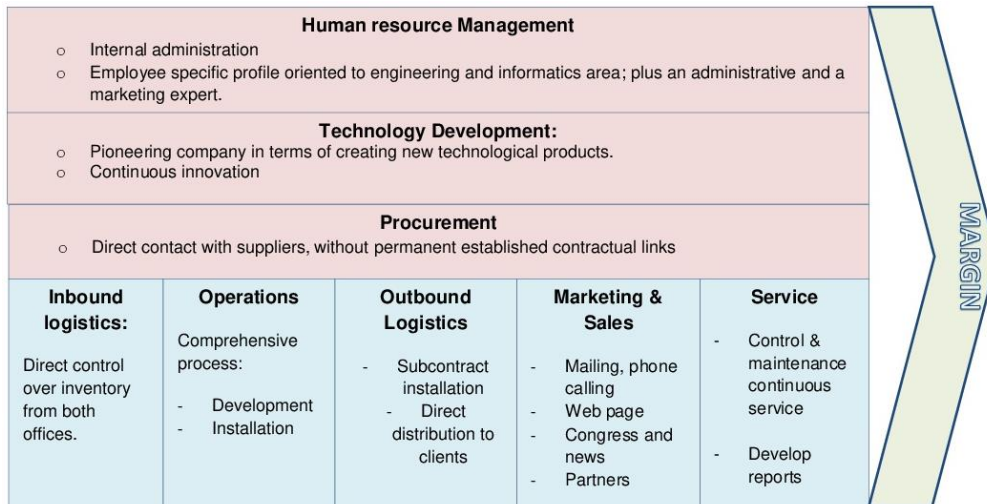 Human resource Management
o Internal administration
o Employee specific profile oriented to engineering and informatics area; plus an administrative and a
marketing expert.
Technology Development:
o Pioneering company in terms of creating new technological products.
o Continuous innovation
Procurement
o Direct contact with suppliers, without permanent established contractual links
Inbound
logistics:
Direct control
over inventory
from both
offices.
Operations
Comprehensive
process:
- Development
- Installation
Outbound
Logistics
- Subcontract
installation
- Direct
distribution to
clients
Marketing &
Sales
- Mailing, phone
calling
- Web page
- Congress and
news
- Partners
Service
- Control &
maintenance
continuous
service
- Develop
reports
MARGIN